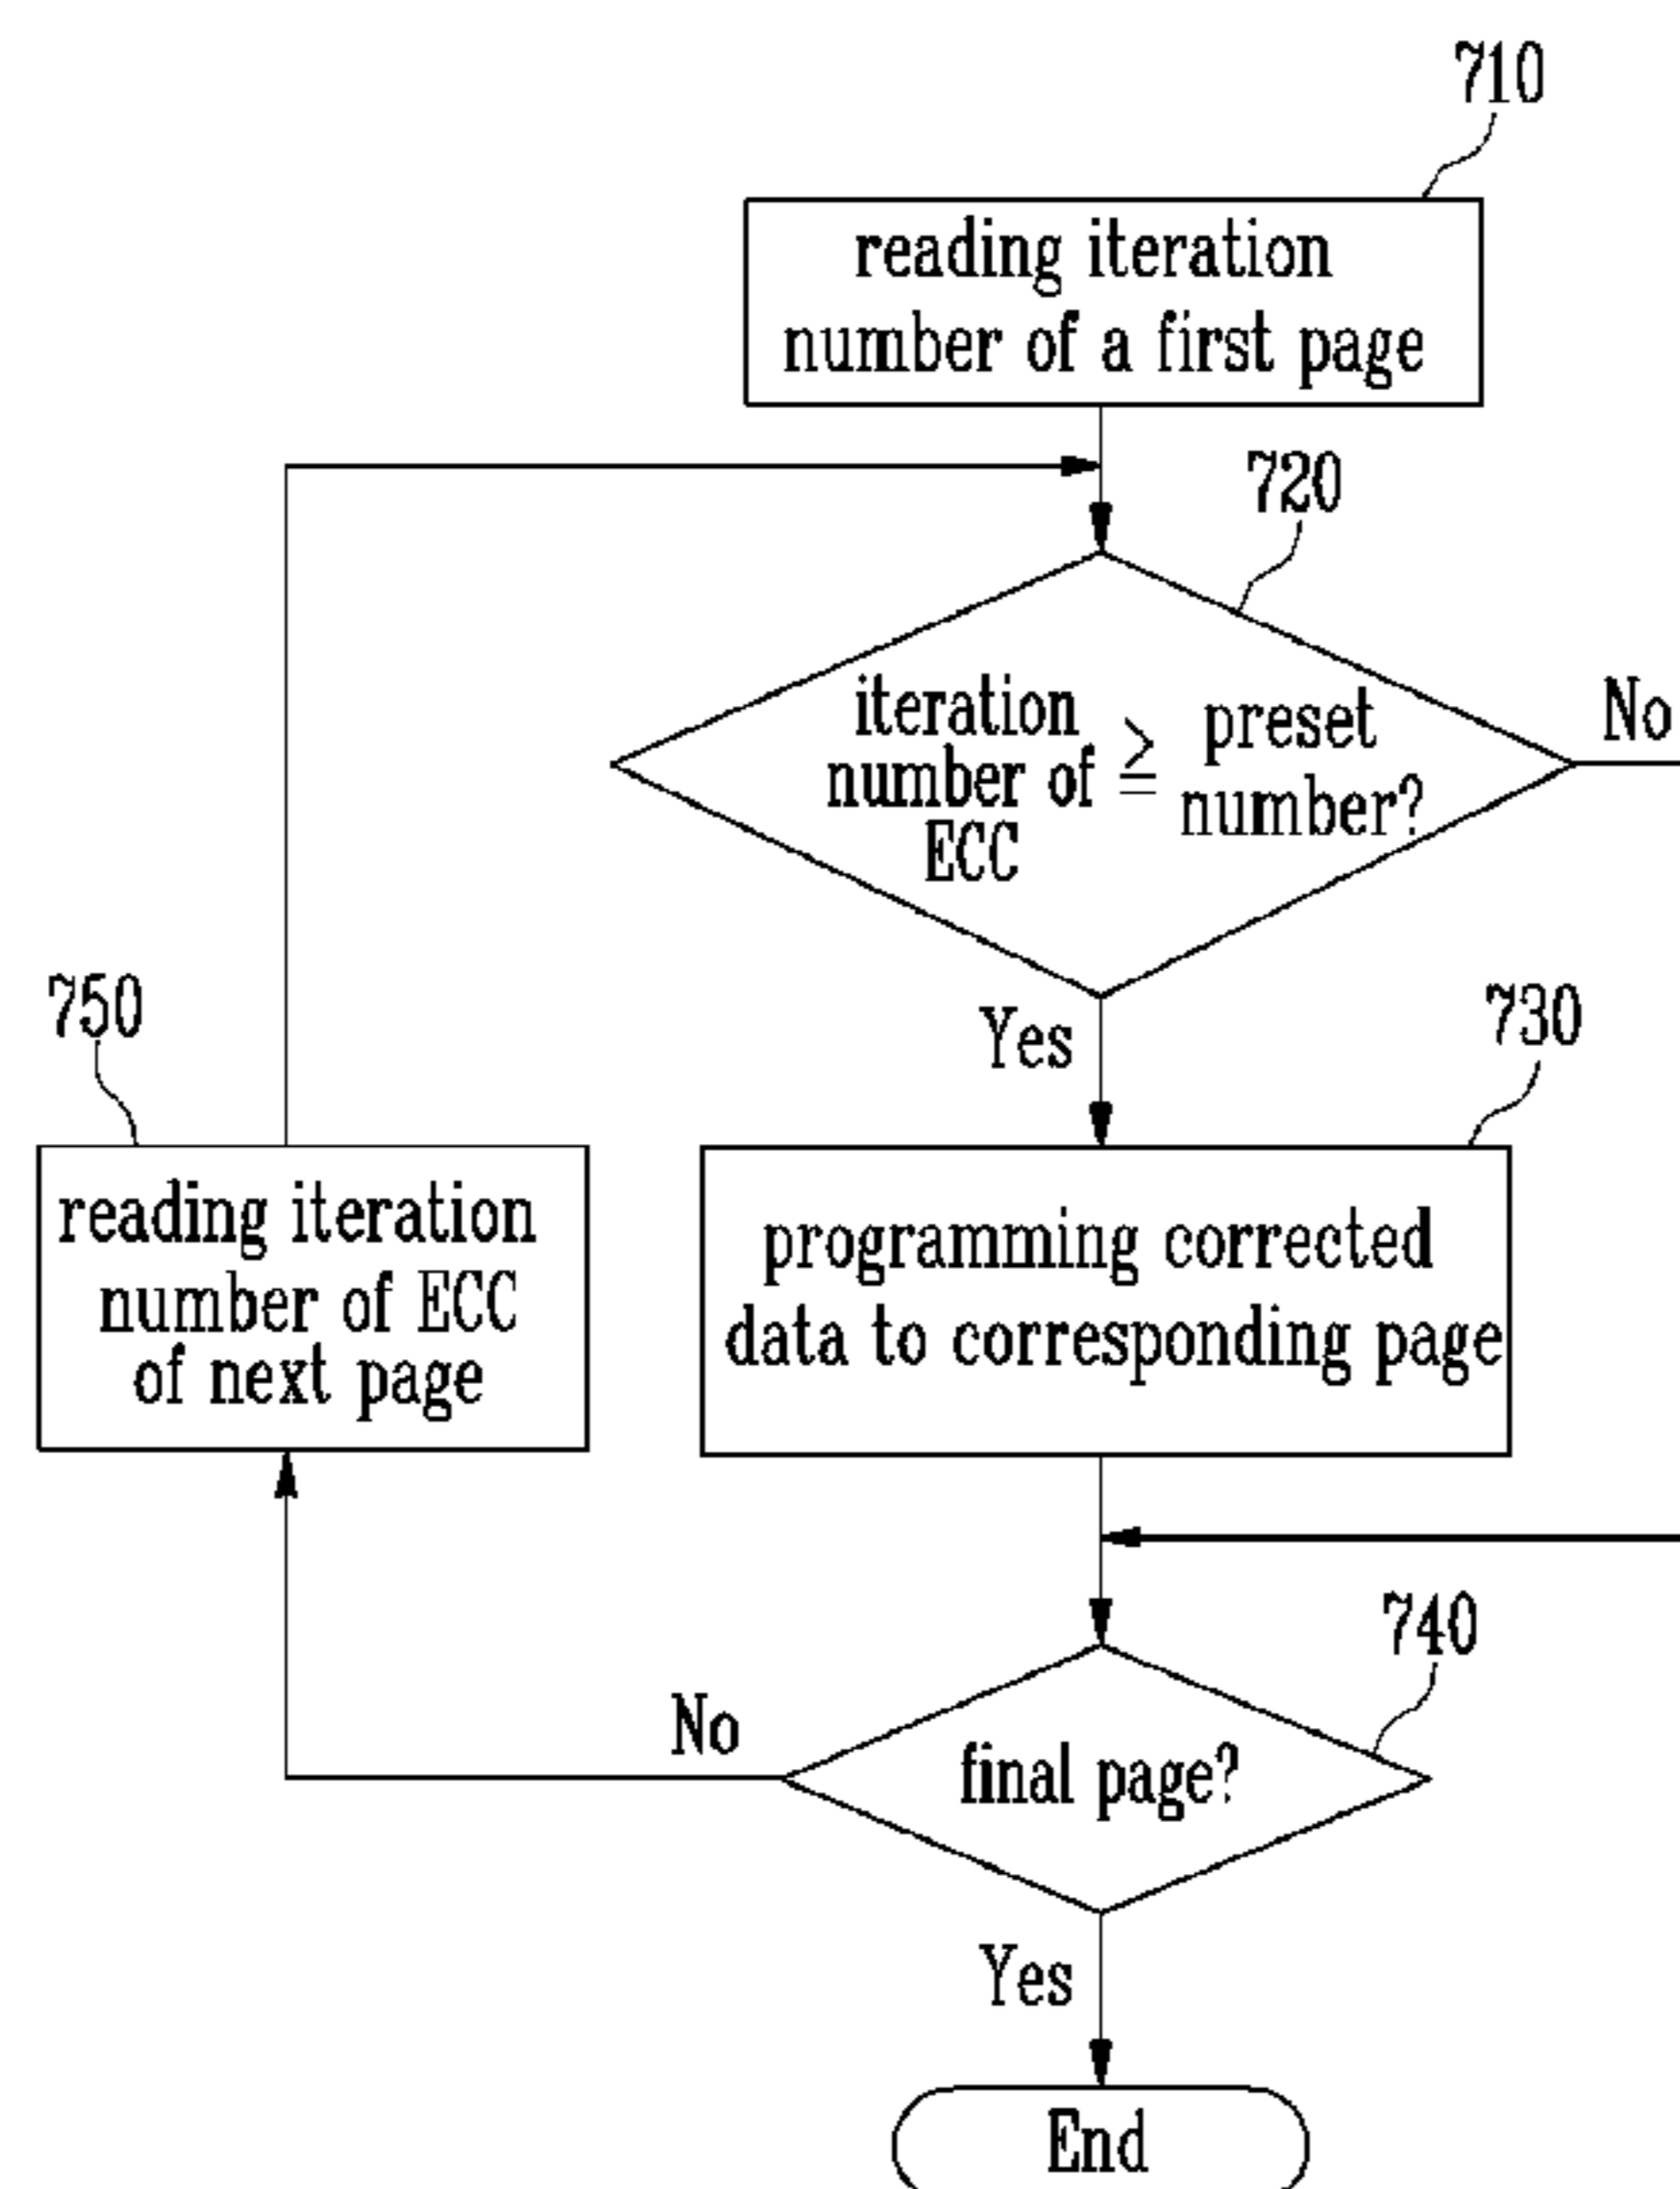 710
reading iteration
number of a first page
720
iteration
number of
ECC
≥
preset
number?
No
Yes
730
programming corrected
data to corresponding page
750
reading iteration
number of ECC
of next page
740
final page?
No
Yes
End